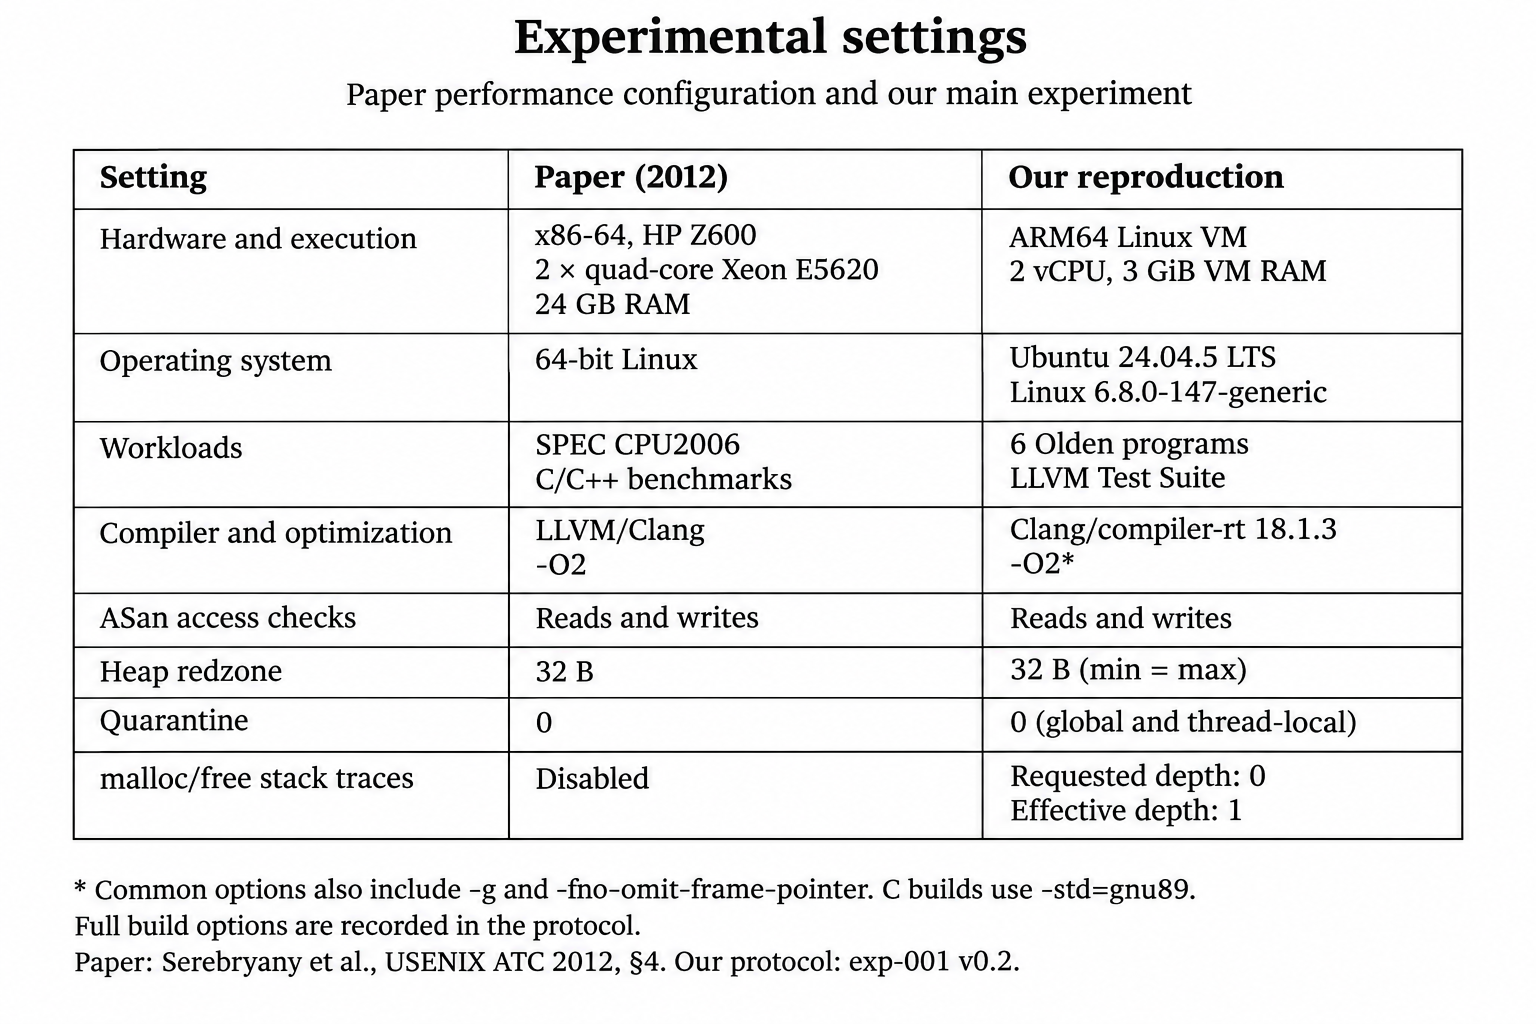 Experimental settings
Paper performance configuration and our main experiment
Setting
Paper (2012)
Our reproduction
Hardware and execution
x86-64, HP Z600
2 × quad-core Xeon E5620
24 GB RAM
ARM64 Linux VM
2 vCPU, 3 GiB VM RAM
Operating system
64-bit Linux
Ubuntu 24.04.5 LTS
Linux 6.8.0-147-generic
Workloads
SPEC CPU2006
C/C++ benchmarks
6 Olden programs
LLVM Test Suite
Compiler and optimization
LLVM/Clang
-O2
Clang/compiler-rt 18.1.3
-O2*
ASan access checks
Reads and writes
Reads and writes
Heap redzone
32 B
32 B (min = max)
Quarantine
0
0 (global and thread-local)
malloc/free stack traces
Disabled
Requested depth: 0
Effective depth: 1
* Common options also include -g and -fno-omit-frame-pointer. C builds use -std=gnu89.
Full build options are recorded in the protocol.
Paper: Serebryany et al., USENIX ATC 2012, §4. Our protocol: exp-001 v0.2.